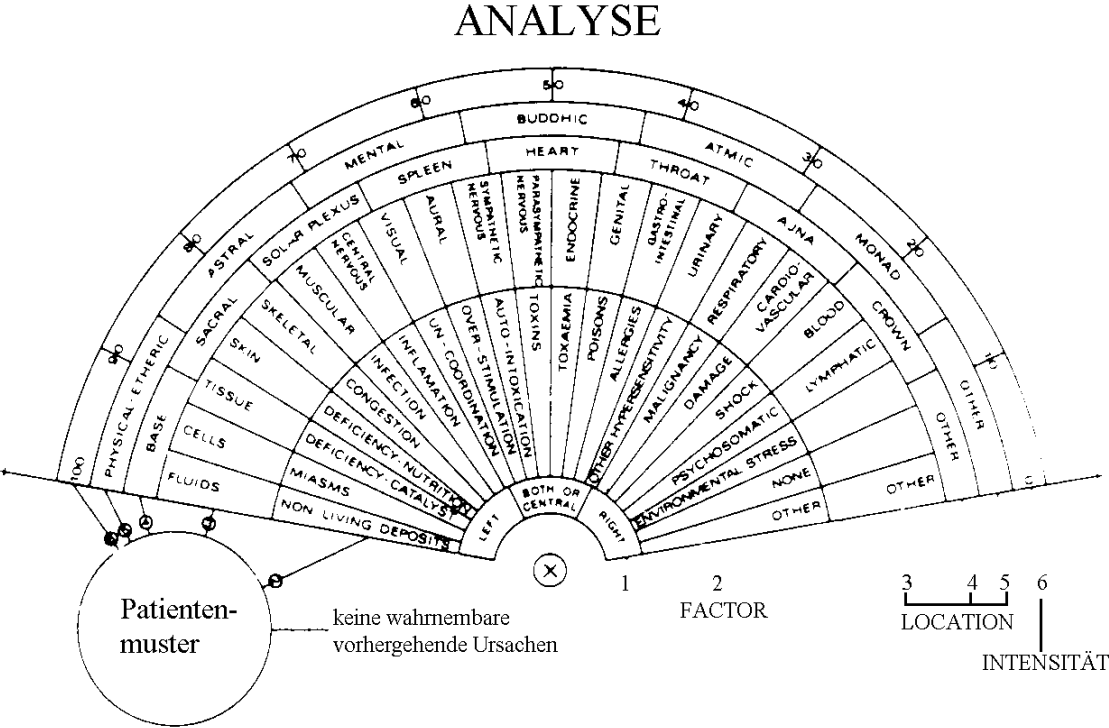 ANALYSE
100
90
80
70
60
50
40
30
20
10
PHYSICAL-ETHERIC
ASTRAL
MENTAL
BUDDHIC
ATMIC
MONAD
OTHER
BASE
SACRAL
SOLAR PLEXUS
SPLEEN
HEART
THROAT
AJNA
CROWN
OTHER
FLUIDS
CELLS
TISSUE
SKIN
SKELETAL
MUSCULAR
CENTRAL
NERVOUS
VISUAL
AURAL
SYMPATHETIC
NERVOUS
PARASYMPATHETIC
NERVOUS
ENDOCRINE
GENITAL
GASTRO-
INTESTINAL
URINARY
RESPIRATORY
CARDIO
VASCULAR
BLOOD
LYMPHATIC
OTHER
NON LIVING DEPOSITS
MIASMS
DEFICIENCY-CATALYST
DEFICIENCY-NUTRITION
CONGESTION
INFECTION
INFLAMATION
UN-COORDINATION
OVER-STIMULATION
AUTO-INTOXICATION
TOXINS
TOXAEMIA
POISONS
ALLERGIES
OTHER HYPERSENSITIVITY
MALIGNANCY
DAMAGE
SHOCK
PSYCHOSOMATIC
ENVIRONMENTAL STRESS
NONE
OTHER
LEFT
BOTH OR
CENTRAL
RIGHT
Patienten-
muster
keine wahrnembare
vorhergehende Ursachen
1 2
FACTOR
3 4 5 6
LOCATION
INTENSITÄT